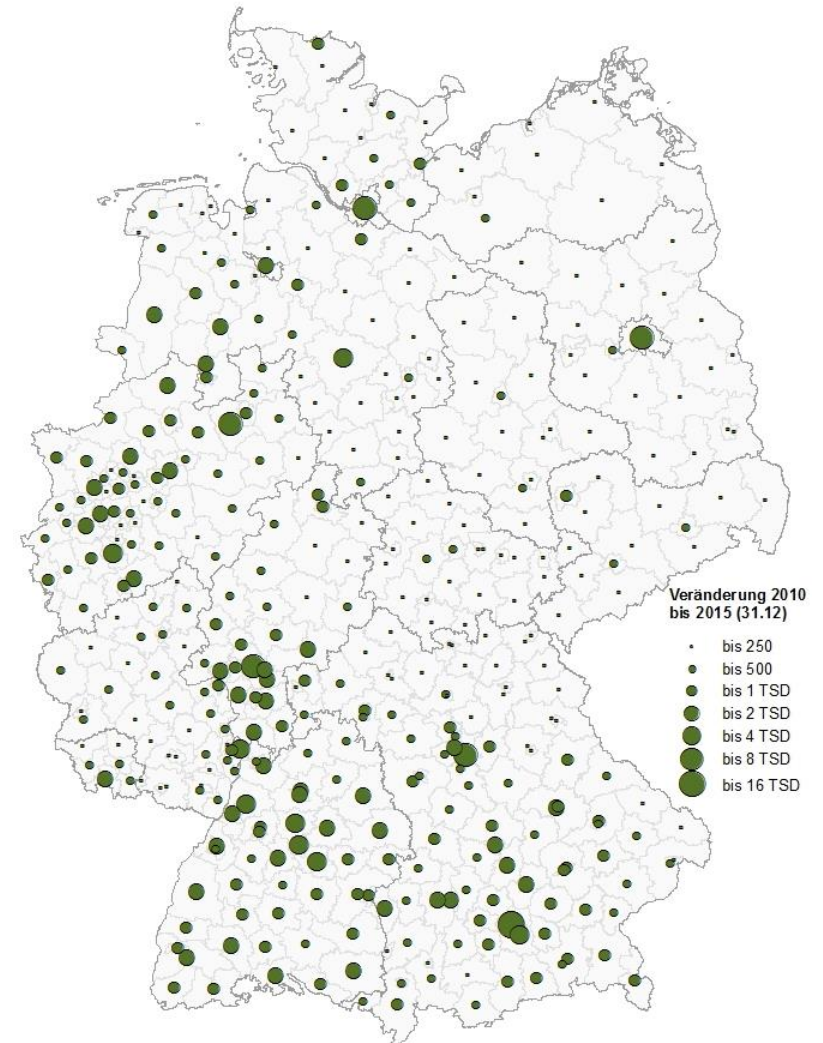 Veränderung 2010
bis 2015 (31.12)
bis 250
bis 500
bis 1 TSD
bis 2 TSD
bis 4 TSD
bis 8 TSD
bis 16 TSD